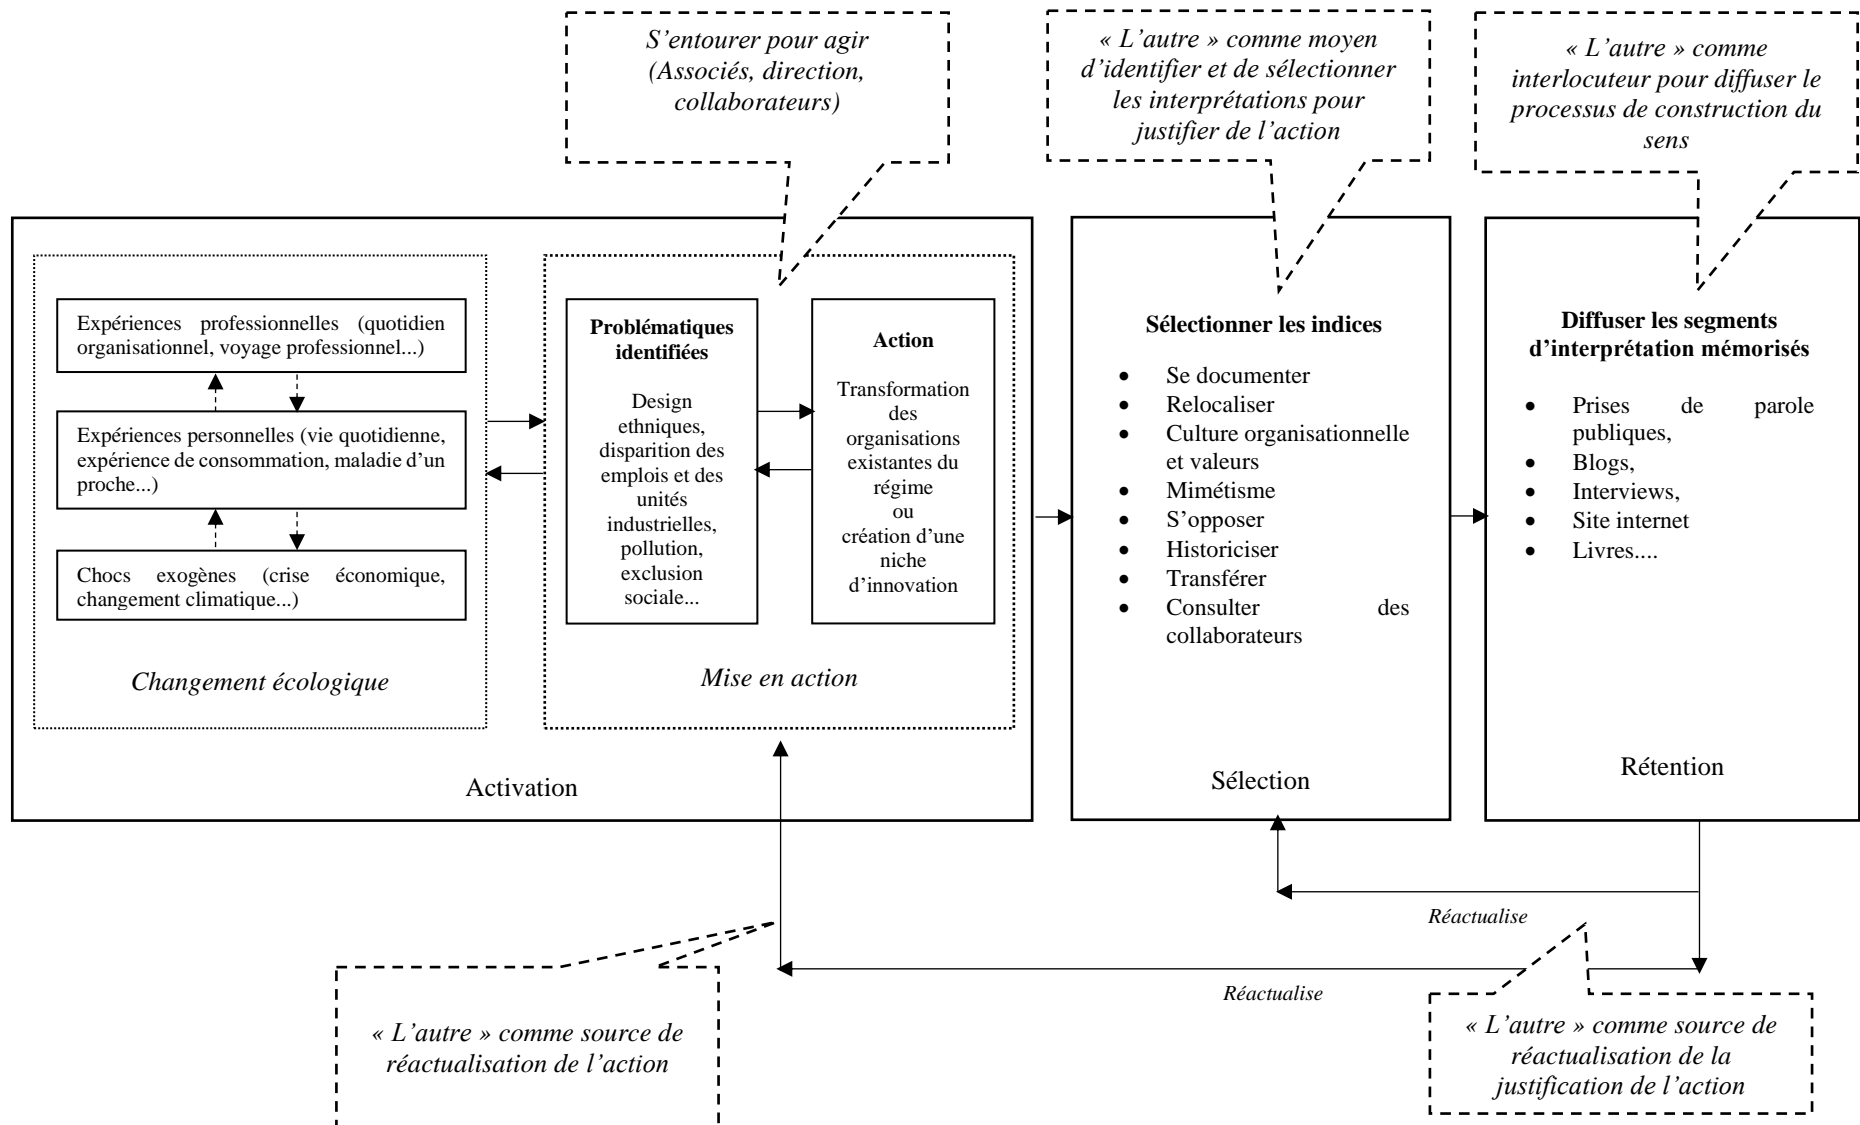 S’entourer pour agir
(Associés, direction,
collaborateurs)
« L’autre » comme moyen
d’identifier et de sélectionner
les interprétations pour
justifier de l’action
« L’autre » comme
interlocuteur pour diffuser le
processus de construction du
sens
Expériences professionnelles (quotidien
organisationnel, voyage professionnel...)
Expériences personnelles (vie quotidienne,
expérience de consommation, maladie d’un
proche...)
Chocs exogènes (crise économique,
changement climatique...)
Changement écologique
Problématiques
identifiées
Design
ethniques,
disparition des
emplois et des
unités
industrielles,
pollution,
exclusion
sociale...
Action
Transformation
des
organisations
existantes du
régime
ou
création d’une
niche
d’innovation
Mise en action
Activation
Sélectionner les indices
• Se documenter
• Relocaliser
• Culture organisationnelle
et valeurs
• Mimétisme
• S’opposer
• Historiciser
• Transférer
• Consulter des
collaborateurs
Sélection
Diffuser les segments
d’interprétation mémorisés
• Prises de parole
publiques,
• Blogs,
• Interviews,
• Site internet
• Livres....
Rétention
Réactualise
Réactualise
« L’autre » comme source de
réactualisation de l’action
« L’autre » comme source de
réactualisation de la
justification de l’action